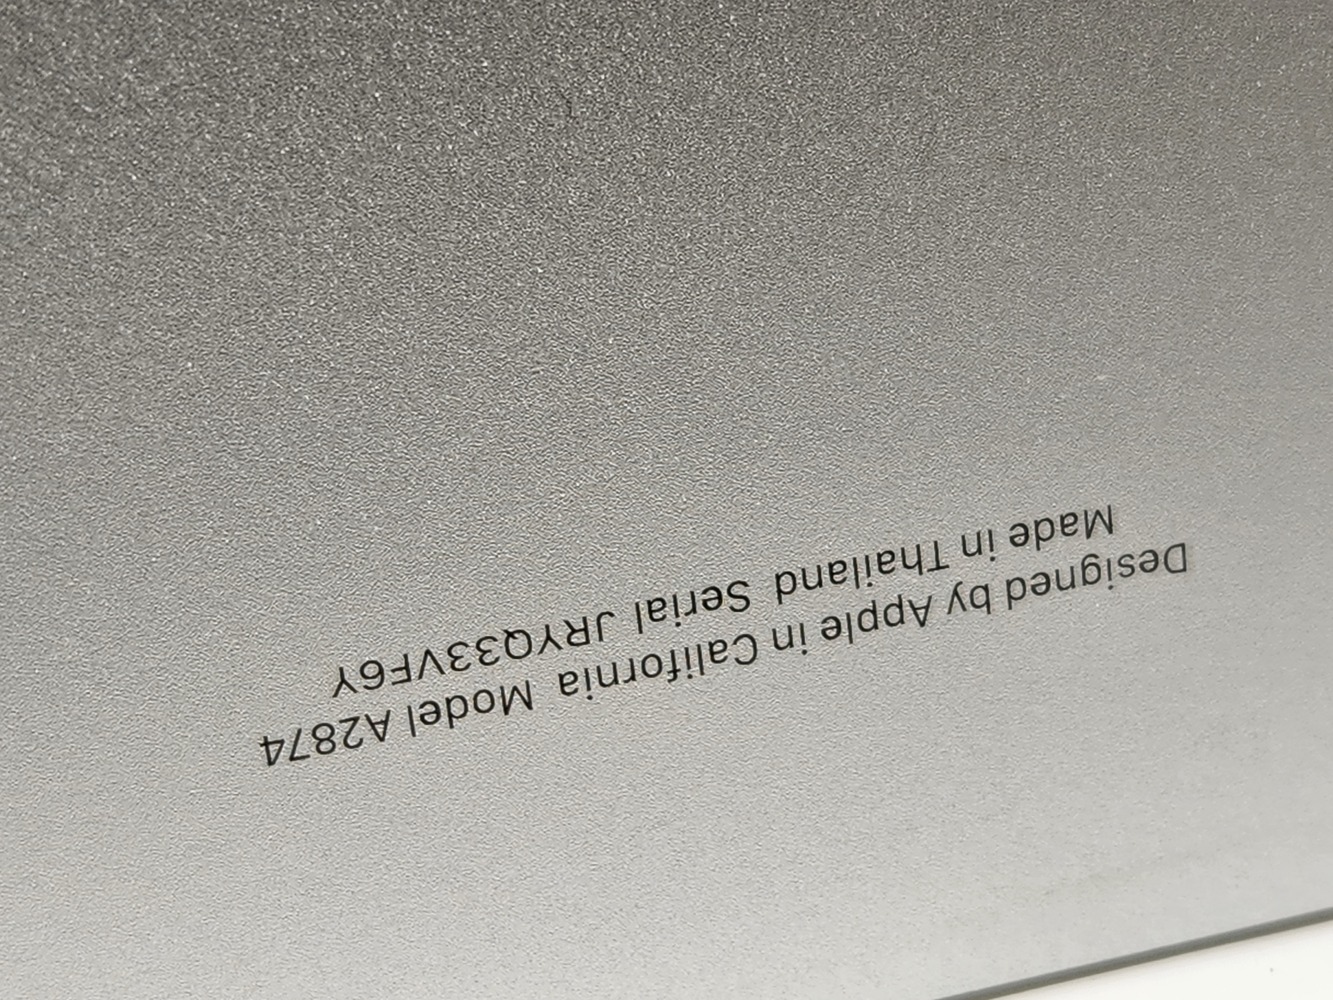 Designed by Apple in California Model A2874
Made in Thailand Serial JRYQ33VF6Y